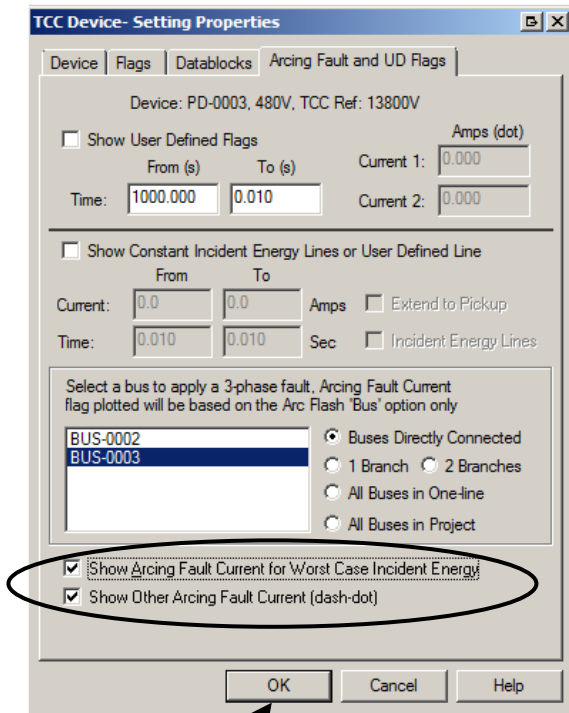 TCC Device- Setting Properties
Device Flags Datablocks Arcing Fault and UD Flags
Device: PD-0003, 480V, TCC Ref: 13800V
Show User Defined Flags
Amps (dot)
From (s) To (s)
Current 1: 0.000
Time: 1000.000 0.010
Current 2: 0.000
Show Constant Incident Energy Lines or User Defined Line
From To
Current: 0.0 0.0 Amps Extend to Pickup
Time: 0.010 0.010 Sec Incident Energy Lines
Select a bus to apply a 3-phase fault, Arcing Fault Current
flag plotted will be based on the Arc Flash 'Bus' option only
BUS-0002
BUS-0003
Buses Directly Connected
1 Branch 2 Branches
All Buses in One-line
All Buses in Project
Show Arcing Fault Current for Worst Case Incident Energy
Show Other Arcing Fault Current (dash-dot)
OK Cancel Help